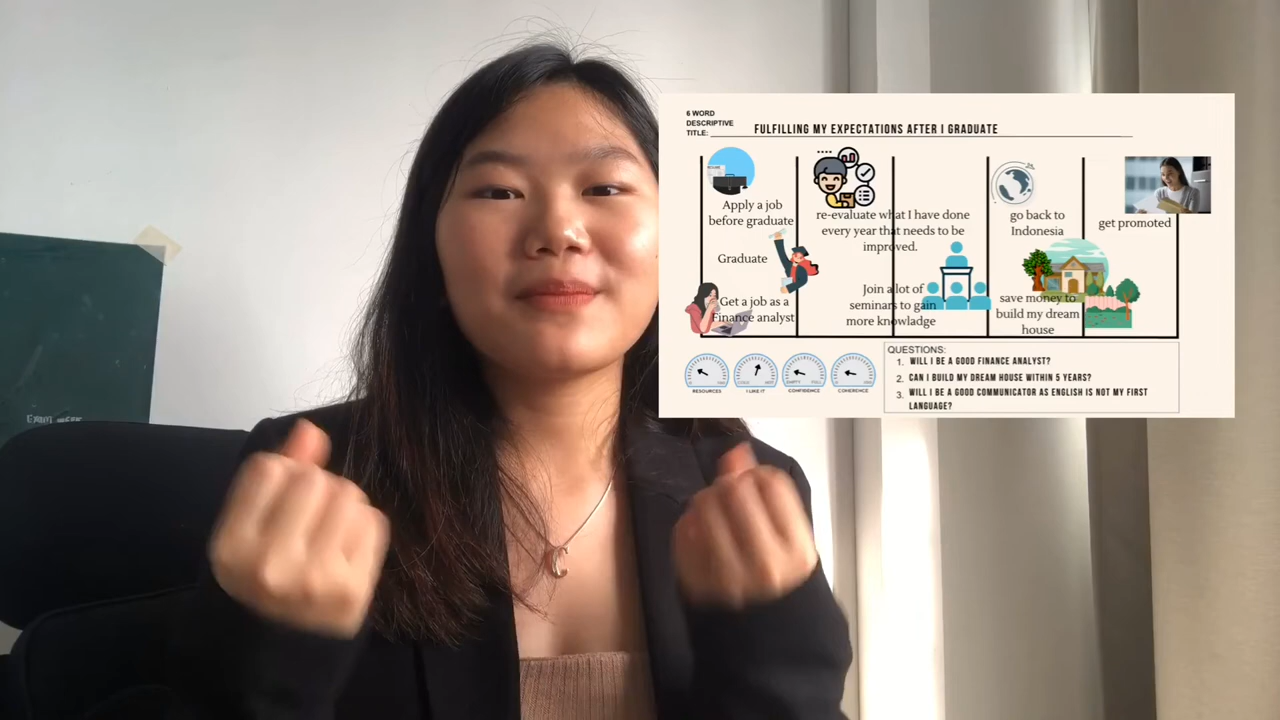 6 WORD
DESCRIPTIVE
TITLE:
FULFILLING MY EXPECTATIONS AFTER I GRADUATE
RESUME
Apply a job
before graduate
Graduate
Get a job as a
Finance analyst
re-evaluate what I have done
every year that needs to be
improved.
Join a lot of
seminars to gain
more knowladge
go back to
Indonesia
save money to
build my dream
house
get promoted
RESOURCES
I LIKE IT
EMPTY FULL
CONFIDENCE
COHERENCE
QUESTIONS:
1. WILL I BE A GOOD FINANCE ANALYST?
2. CAN I BUILD MY DREAM HOUSE WITHIN 5 YEARS?
3. WILL I BE A GOOD COMMUNICATOR AS ENGLISH IS NOT MY FIRST
LANGUAGE?